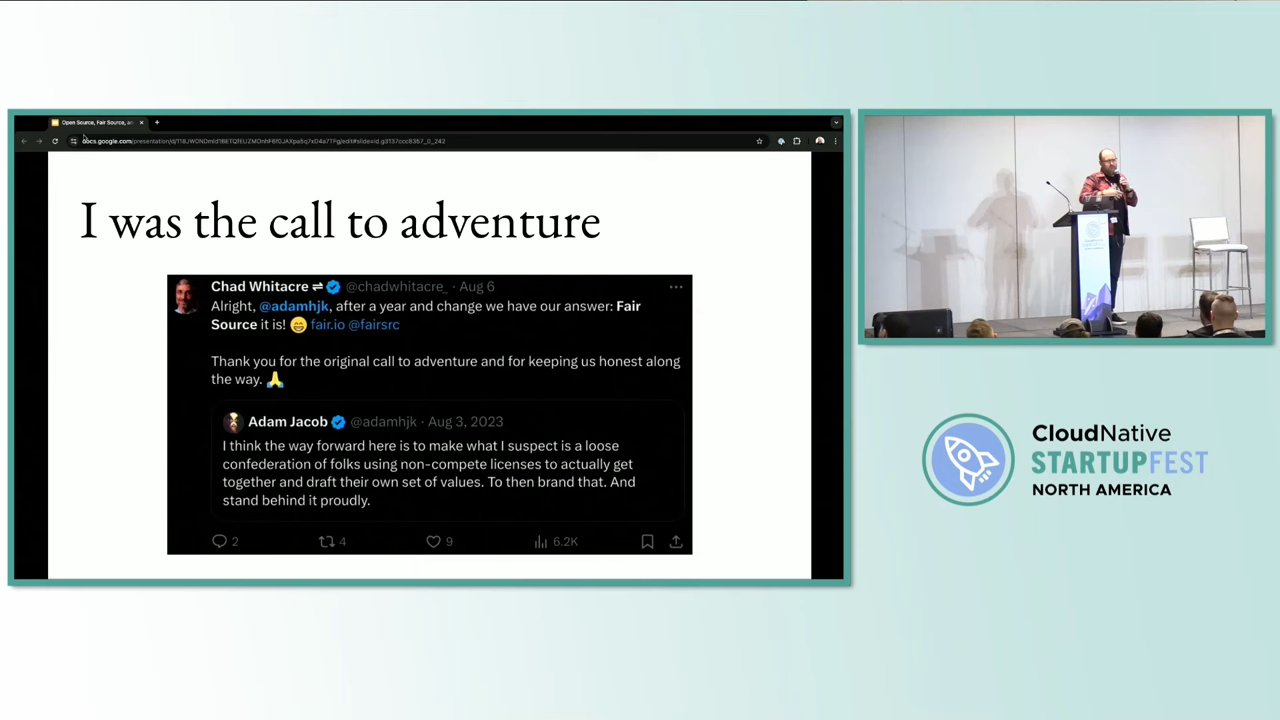 Open Source, Fair Source, an
I was the call to adventure
Chad Whitacre ⇌ @chadwhitacre_ · Aug 6
Alright, @adamhjk, after a year and change we have our answer: Fair
Source it is! 😁 fair.io @fairsrc
Thank you for the original call to adventure and for keeping us honest along
the way. 🙏
Adam Jacob @adamhjk · Aug 3, 2023
I think the way forward here is to make what I suspect is a loose
confederation of folks using non-compete licenses to actually get
together and draft their own set of values. To then brand that. And
stand behind it proudly.
2 4 9 6.2K
CloudNative
STARTUPFEST
NORTH AMERICA